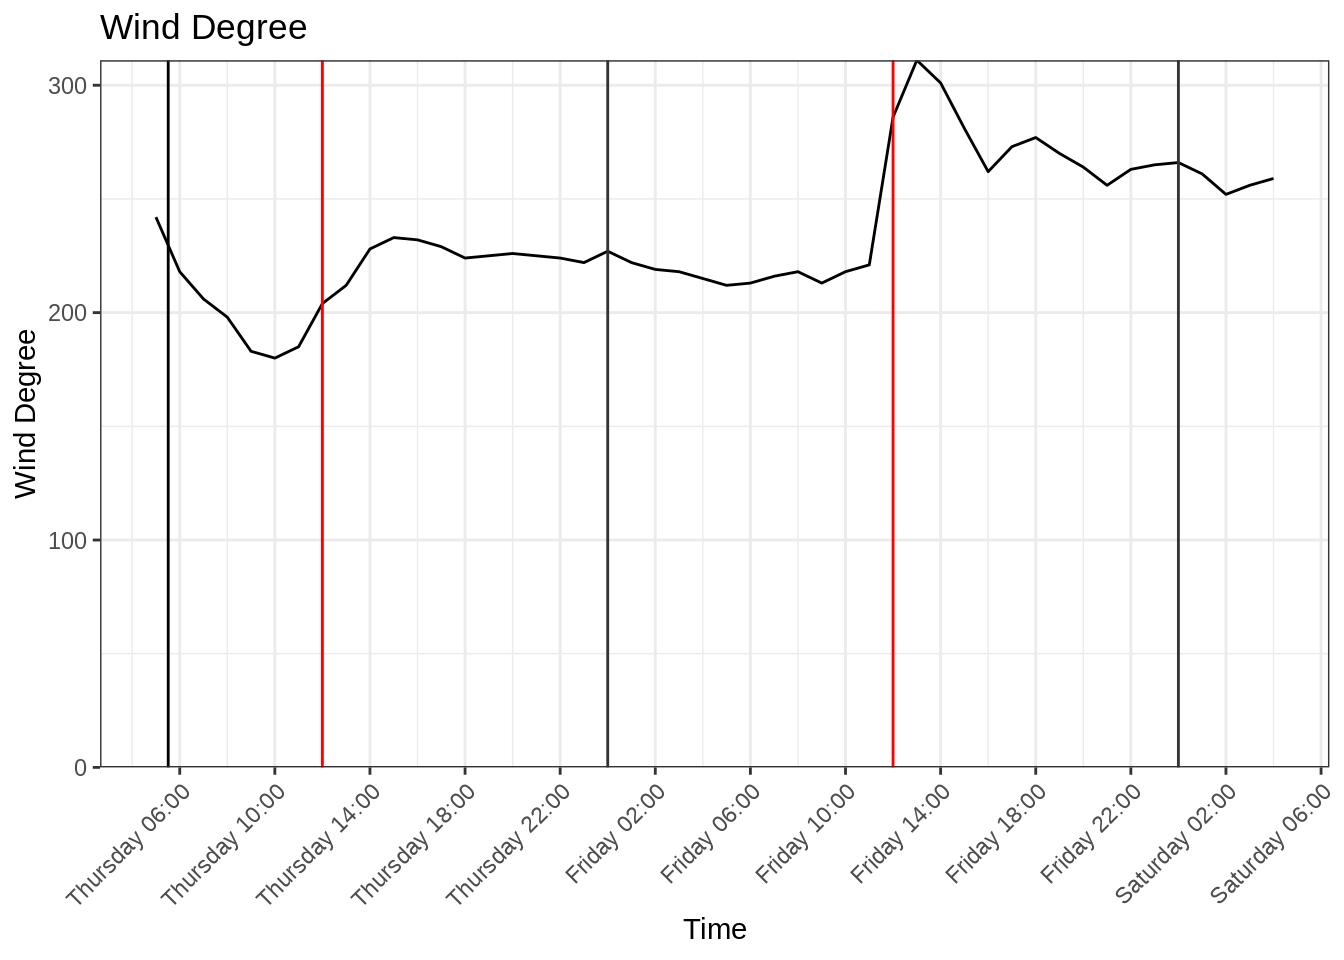 Wind Degree
Wind Degree
300
200
100
0
Thursday 06:00
Thursday 10:00
Thursday 14:00
Thursday 18:00
Thursday 22:00
Friday 02:00
Friday 06:00
Friday 10:00
Friday 14:00
Friday 18:00
Friday 22:00
Saturday 02:00
Saturday 06:00
Time